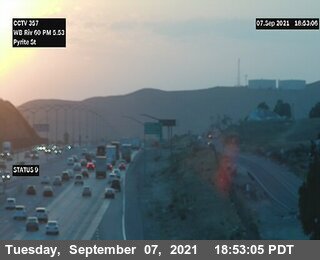 CCTV 357
WB Riv 60 PM 5.53
Pyrite St
07.Sep 2021 18:53:06
STATUS 9
Tuesday, September 07, 2021 18:53:05 PDT